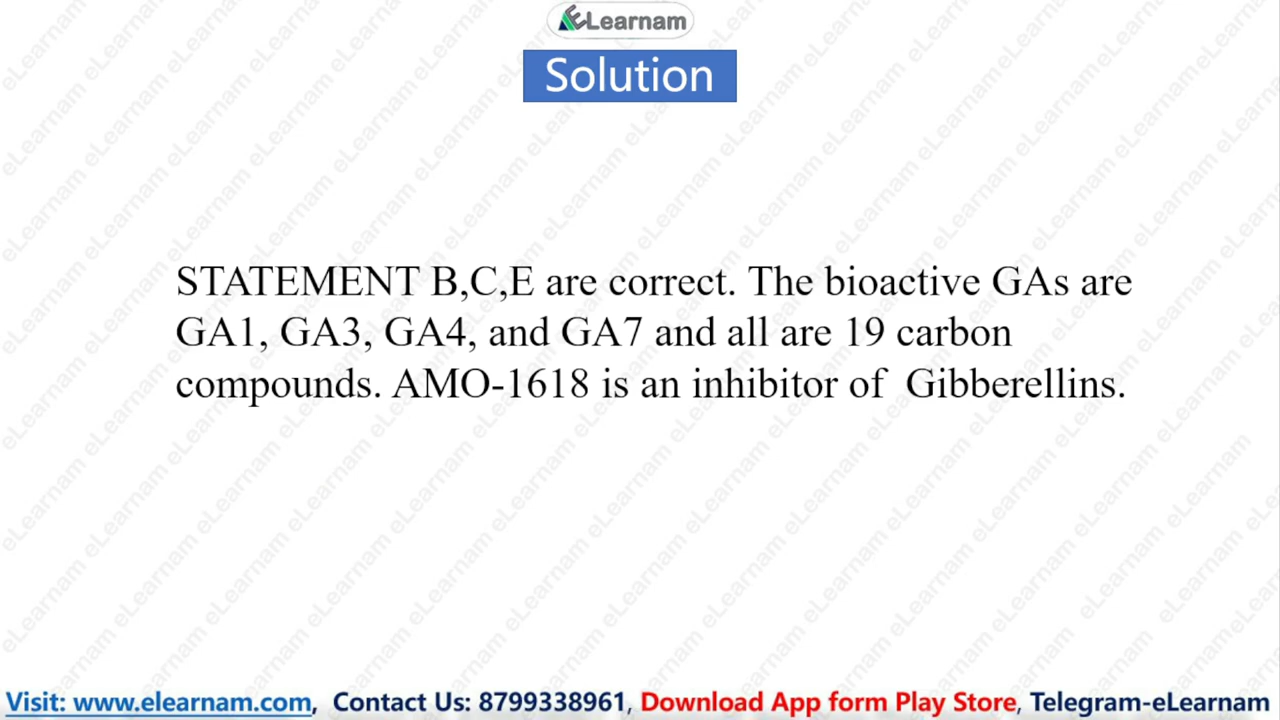 ELearnam
Solution
STATEMENT B,C,E are correct. The bioactive GAs are
GA1, GA3, GA4, and GA7 and all are 19 carbon
compounds. AMO-1618 is an inhibitor of Gibberellins.
Visit: www.elearnam.com, Contact Us: 8799338961, Download App form Play Store, Telegram-eLearnam